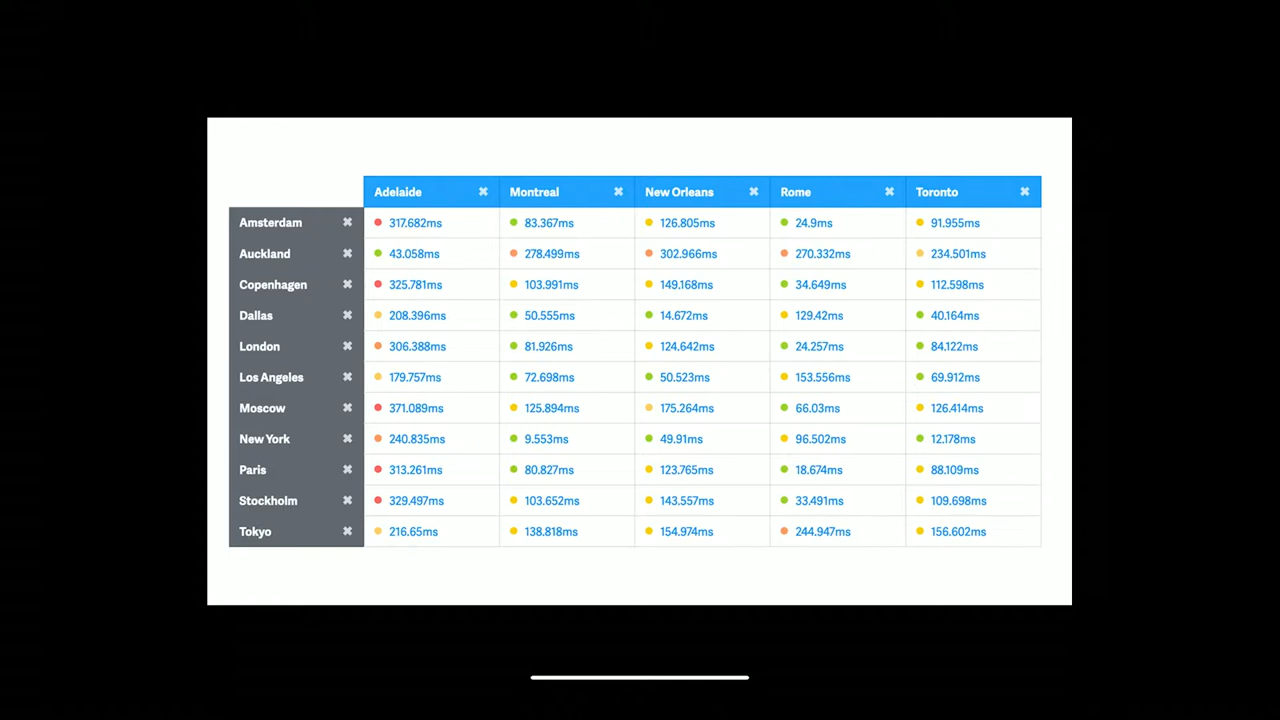 Adelaide ✖ Montreal ✖ New Orleans ✖ Rome ✖ Toronto ✖
Amsterdam ✖ 317.682ms 83.367ms 126.805ms 24.9ms 91.955ms
Auckland ✖ 43.058ms 278.499ms 302.966ms 270.332ms 234.501ms
Copenhagen ✖ 325.781ms 103.991ms 149.168ms 34.649ms 112.598ms
Dallas ✖ 208.396ms 50.555ms 14.672ms 129.42ms 40.164ms
London ✖ 306.388ms 81.926ms 124.642ms 24.257ms 84.122ms
Los Angeles ✖ 179.757ms 72.698ms 50.523ms 153.556ms 69.912ms
Moscow ✖ 371.089ms 125.894ms 175.264ms 66.03ms 126.414ms
New York ✖ 240.835ms 9.553ms 49.91ms 96.502ms 12.178ms
Paris ✖ 313.261ms 80.827ms 123.765ms 18.674ms 88.109ms
Stockholm ✖ 329.497ms 103.652ms 143.557ms 33.491ms 109.698ms
Tokyo ✖ 216.65ms 138.818ms 154.974ms 244.947ms 156.602ms